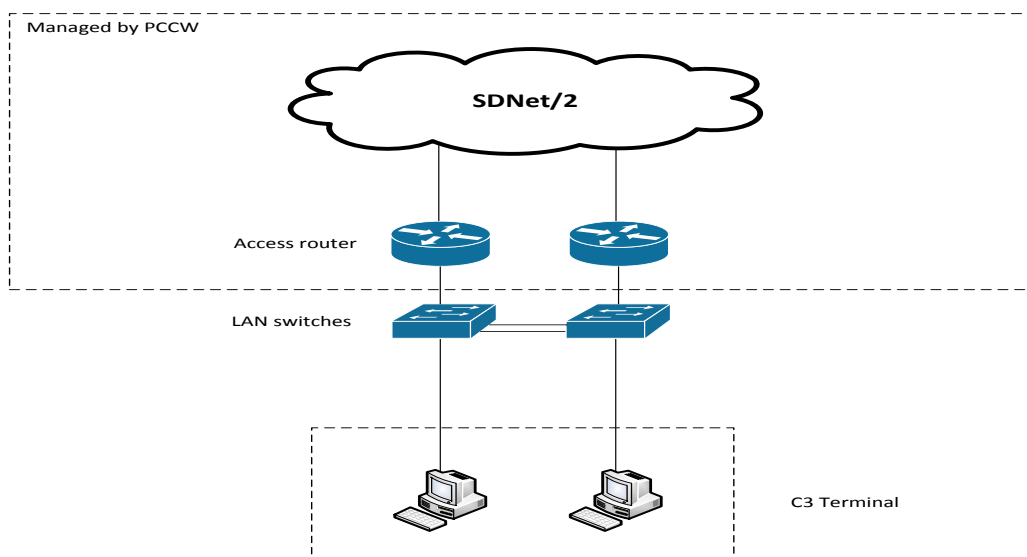 Managed by PCCW
SDNet/2
Access router
LAN switches
C3 Terminal